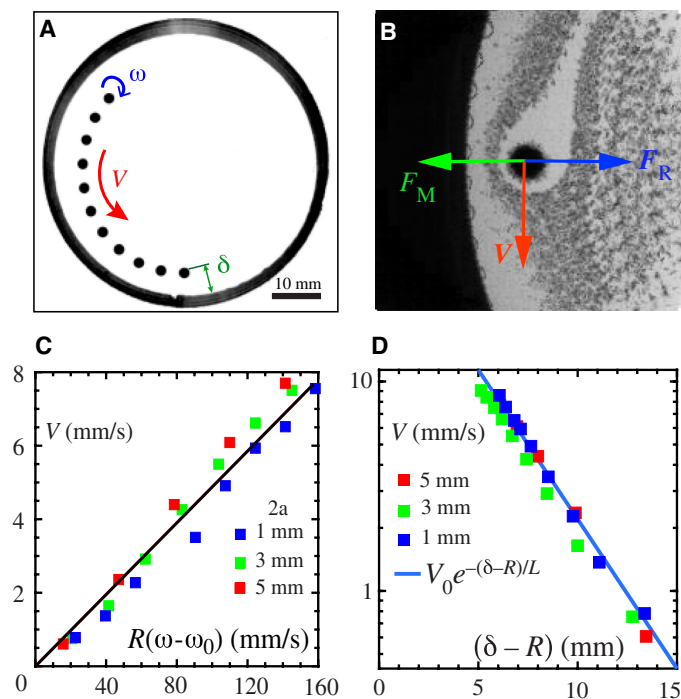 A
ω
V
δ
10 mm
B
F_M
F_R
V
C
8
6
4
2
0
V (mm/s)
2a
1 mm
3 mm
5 mm
R(ω-ω₀) (mm/s)
0 40 80 120 160
D
10
1
V (mm/s)
5 mm
3 mm
1 mm
V₀e^{-(δ-R)/L}
(δ – R) (mm)
0 5 10 15